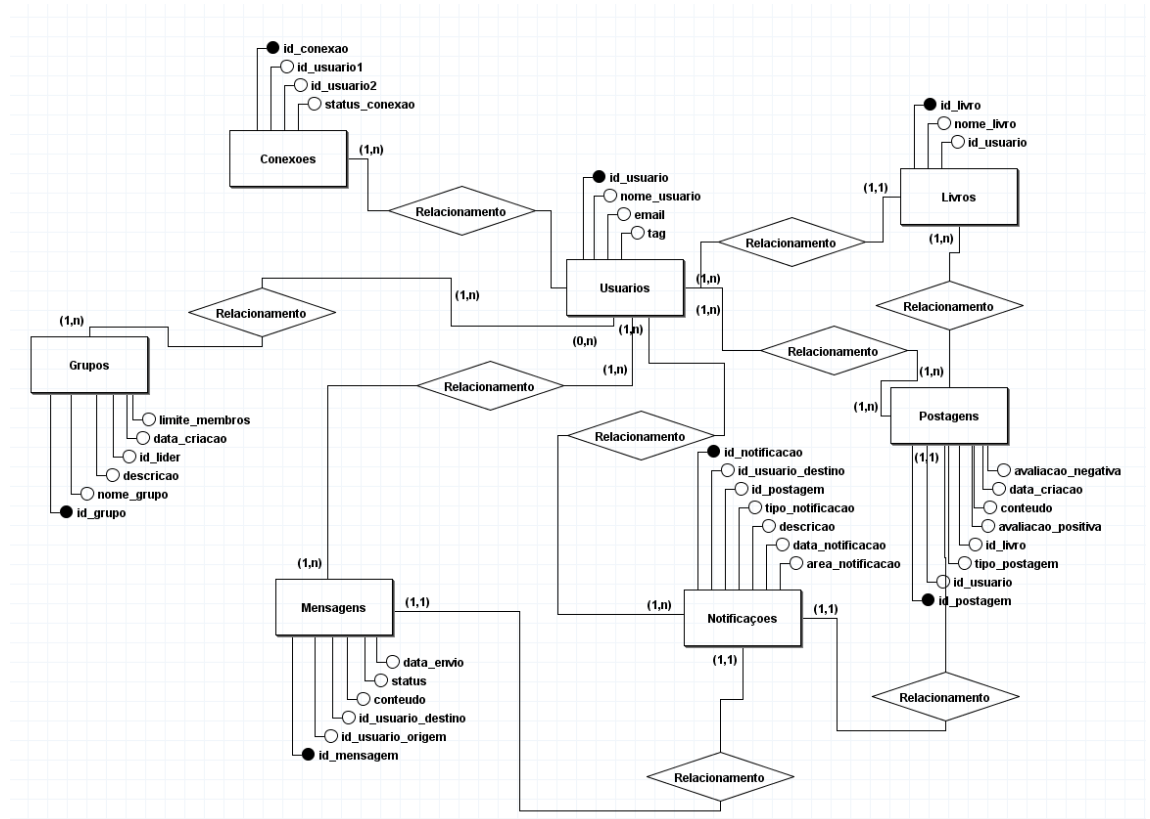 id_conexao
id_usuario1
id_usuario2
status_conexao
Conexoes
(1,n)
Relacionamento
id_usuario
nome_usuario
email
tag
Usuarios
id_livro
nome_livro
id_usuario
Livros
(1,1)
(1,n)
Relacionamento
(1,n)
(1,n)
Relacionamento
Relacionamento
(1,n)
(1,n)
Postagens
(1,1)
avaliacao_negativa
data_criacao
conteudo
avaliacao_positiva
id_livro
tipo_postagem
id_usuario
id_postagem
Relacionamento
(1,n)
(1,n)
Grupos
limite_membros
data_criacao
id_lider
descricao
nome_grupo
id_grupo
(1,n)
(0,n)
(1,n)
Relacionamento
Relacionamento
id_notificacao
id_usuario_destino
id_postagem
tipo_notificacao
descricao
data_notificacao
area_notificacao
(1,n)
Notificaçoes
(1,1)
(1,1)
Relacionamento
(1,n)
Mensagens
(1,1)
data_envio
status
conteudo
id_usuario_destino
id_usuario_origem
id_mensagem
Relacionamento